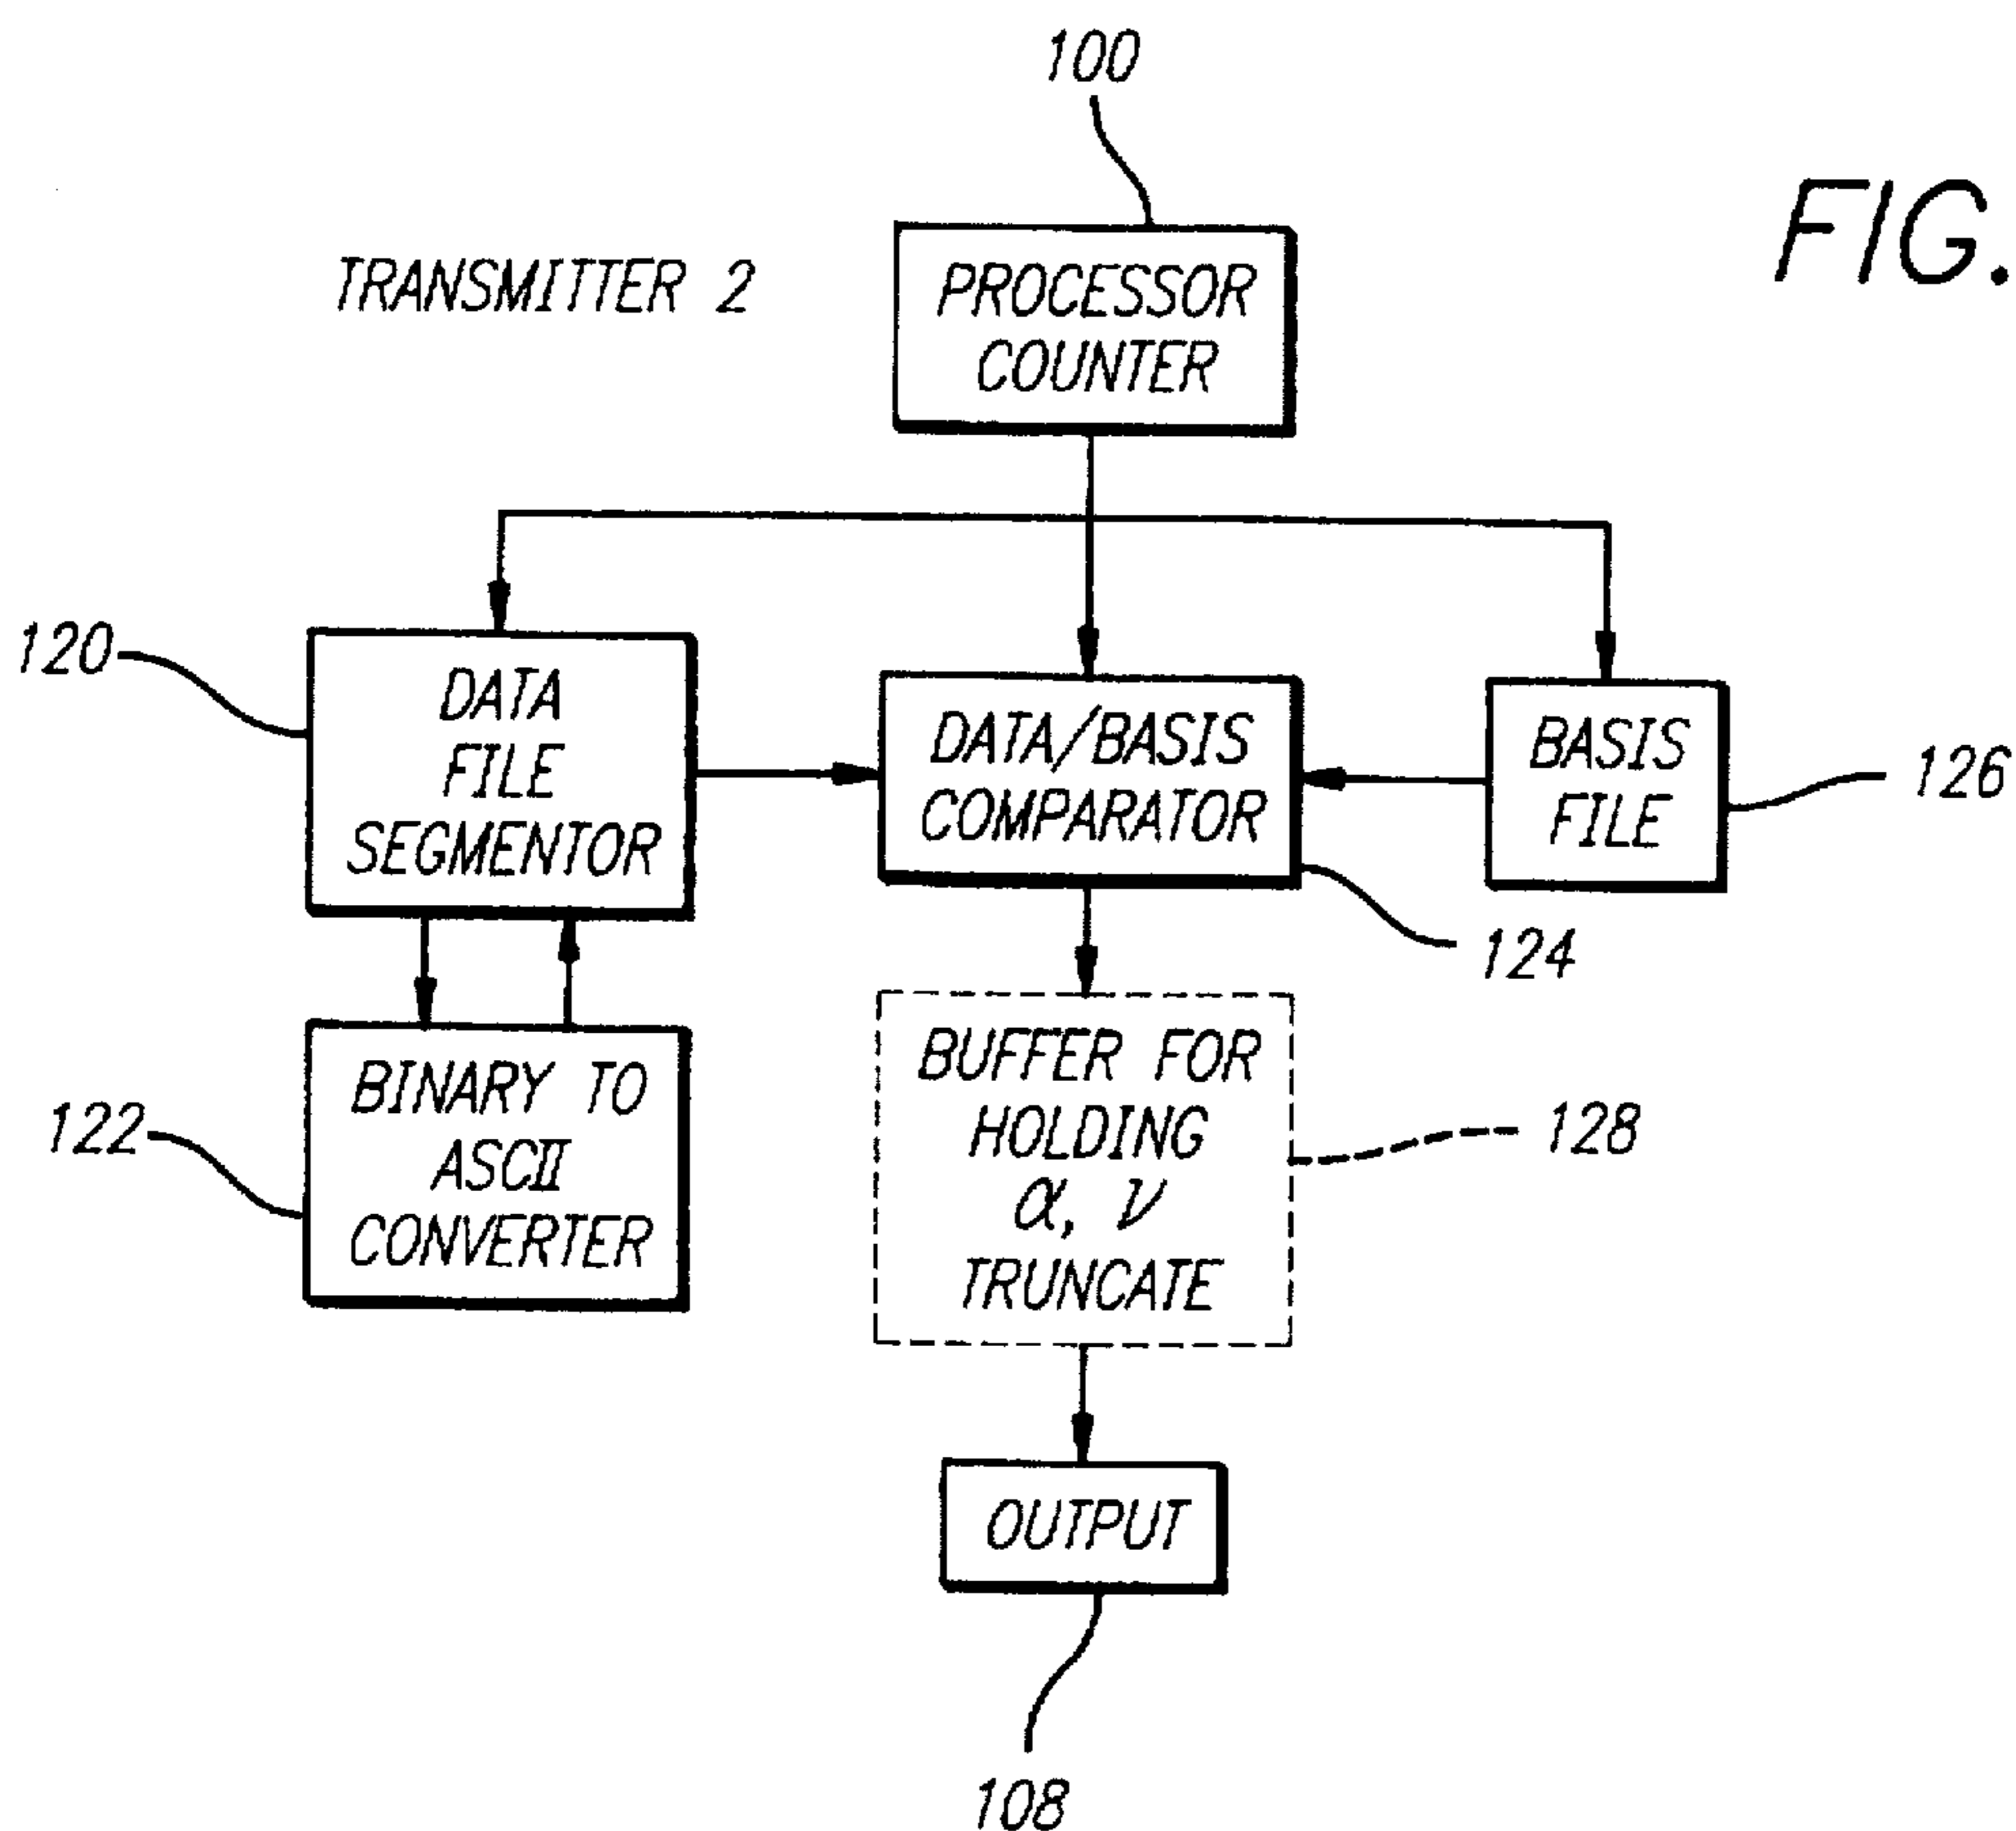 100
FIG.
TRANSMITTER 2
PROCESSOR
COUNTER
120
DATA
FILE
SEGMENTOR
DATA/BASIS
COMPARATOR
BASIS
FILE
126
124
122
BINARY TO
ASCII
CONVERTER
BUFFER FOR
HOLDING
α, ν
TRUNCATE
128
OUTPUT
108